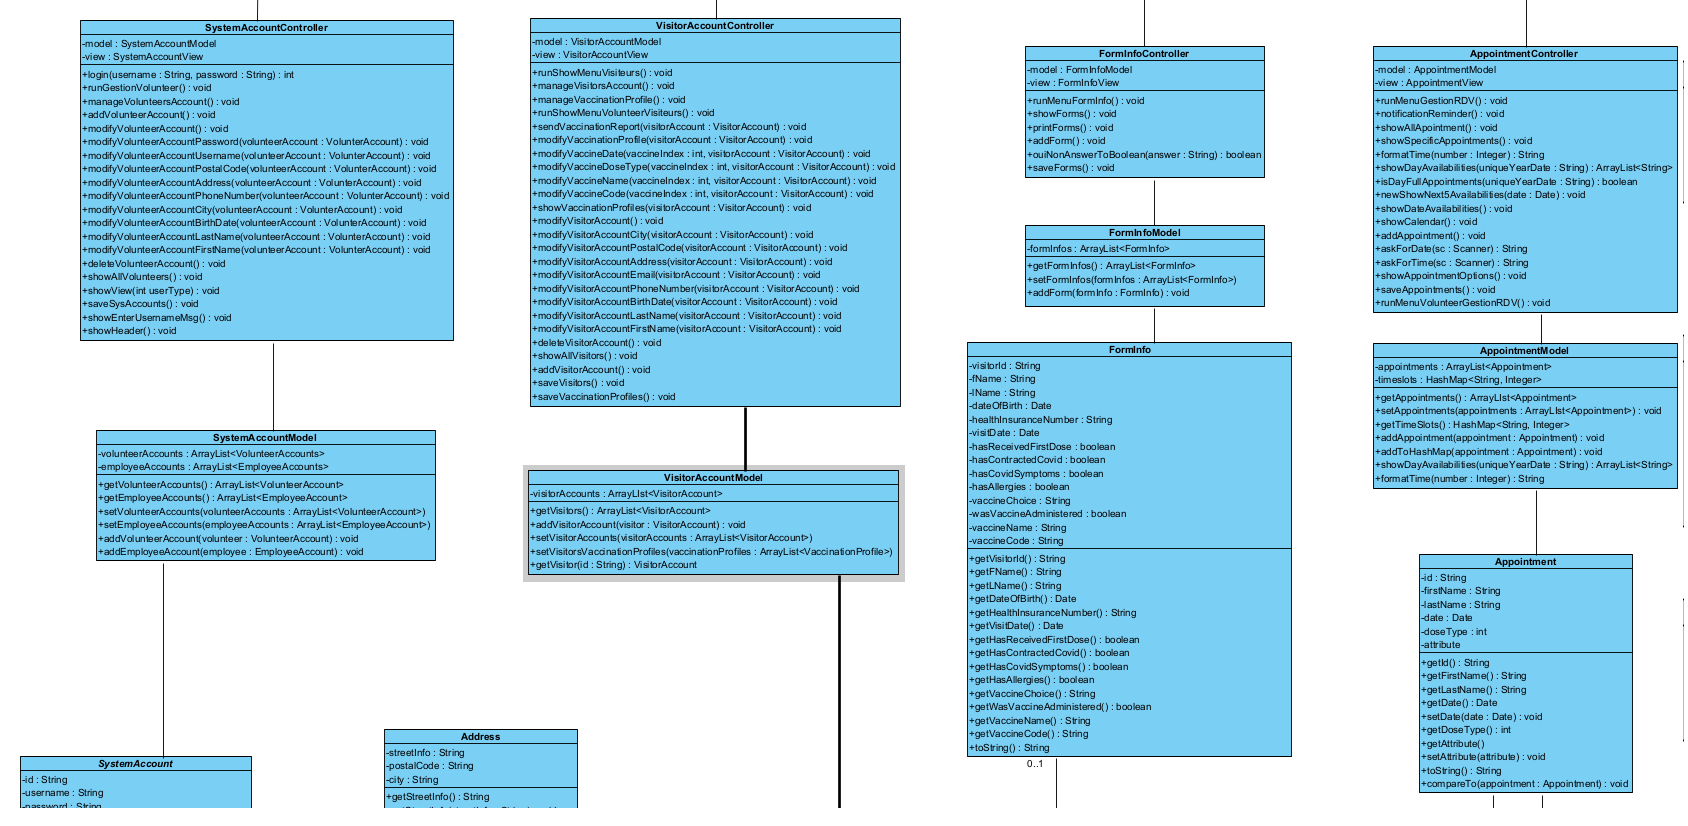 SystemAccountController
-model : SystemAccountModel
-view : SystemAccountView
+login(username : String, password : String) : int
+runGestionVolunteer() : void
+manageVolunteersAccount() : void
+addVolunteerAccount() : void
+modifyVolunteerAccount() : void
+modifyVolunteerAccountPassword(volunteerAccount : VolunterAccount) : void
+modifyVolunteerAccountUsername(volunteerAccount : VolunterAccount) : void
+modifyVolunteerAccountPostalCode(volunteerAccount : VolunterAccount) : void
+modifyVolunteerAccountAddress(volunteerAccount : VolunterAccount) : void
+modifyVolunteerAccountPhoneNumber(volunteerAccount : VolunterAccount) : void
+modifyVolunteerAccountCity(volunteerAccount : VolunterAccount) : void
+modifyVolunteerAccountBirthDate(volunteerAccount : VolunterAccount) : void
+modifyVolunteerAccountLastName(volunteerAccount : VolunterAccount) : void
+modifyVolunteerAccountFirstName(volunteerAccount : VolunterAccount) : void
+deleteVolunteerAccount() : void
+showAllVolunteers() : void
+showView(int userType) : void
+saveSysAccounts() : void
+showEnterUsernameMsg() : void
+showHeader() : void
SystemAccountModel
-volunteerAccounts : ArrayList<VolunteerAccounts>
-employeeAccounts : ArrayList<EmployeeAccounts>
+getVolunterAccounts() : ArrayList<VolunteerAccount>
+getEmployeeAccounts() : ArrayList<EmployeeAccount>
+setVolunterAccounts(volunterAccounts : ArrayList<VolunteerAccount>)
+setEmployeeAccounts(employeeAccounts : ArrayList<EmployeeAccount>)
+addVolunterAccount(volunteer : VolunterAccount) : void
+addEmployeeAccount(employee : EmployeeAccount) : void
SystemAccount
-id : String
-username : String
-password : String
VisitorAccountController
-model : VisitorAccountModel
-view : VisitorAccountView
+runShowMenuVisiteurs() : void
+manageVisitorsAccount() : void
+manageVaccinationProfile() : void
+runShowMenuVolunteerVisiteurs() : void
+sendVaccinationReport(visitorAccount : VisitorAccount) : void
+modifyVaccinationProfile(visitorAccount : VisitorAccount) : void
+modifyVaccineDate(vaccineIndex : int, visitorAccount : VisitorAccount) : void
+modifyVaccineDoseType(vaccineIndex : int, visitorAccount : VisitorAccount) : void
+modifyVaccineName(vaccineIndex : int, visitorAccount : VisitorAccount) : void
+modifyVaccineCode(vaccineIndex : int, visitorAccount : VisitorAccount) : void
+showVaccinationProfiles(visitorAccount : VisitorAccount) : void
+modifyVisitorAccount() : void
+modifyVisitorAccountCity(visitorAccount : VisitorAccount) : void
+modifyVisitorAccountPostalCode(visitorAccount : VisitorAccount) : void
+modifyVisitorAccountAddress(visitorAccount : VisitorAccount) : void
+modifyVisitorAccountEmail(visitorAccount : VisitorAccount) : void
+modifyVisitorAccountPhoneNumber(visitorAccount : VisitorAccount) : void
+modifyVisitorAccountBirthDate(visitorAccount : VisitorAccount) : void
+modifyVisitorAccountLastName(visitorAccount : VisitorAccount) : void
+modifyVisitorAccountFirstName(visitorAccount : VisitorAccount) : void
+deleteVisitorAccount() : void
+showAllVisitors() : void
+addVisitorAccount() : void
+saveVisitors() : void
+saveVaccinationProfiles() : void
VisitorAccountModel
-visitorAccounts : ArrayLIst<VisitorAccount>
+getVisitors() : ArrayList<VisitorAccount>
+addVisitorAccount(visitor : VisitorAccount) : void
+setVisitorAccounts(visitorAccounts : ArrayList<VisitorAccount>)
+setVisitorsVaccinationProfiles(vaccinationProfiles : ArrayList<VaccinationProfile>)
+getVisitor(id : String) : VisitorAccount
Address
-streetInfo : String
-postalCode : String
-city : String
+getStreetInfo() : String
FormInfoController
-model : FormInfoModel
-view : FormInfoView
+runMenuFormInfo() : void
+showForms() : void
+printForms() : void
+addForm() : void
+ouiNonAnswerToBoolean(answer : String) : boolean
+saveForms() : void
FormInfoModel
-formInfos : ArrayList<FormInfo>
+getFormInfos() : ArrayList<FormInfo>
+setFormInfos(formInfos : ArrayList<FormInfo>)
+addForm(formInfo : FormInfo) : void
FormInfo
-visitorId : String
-fName : String
-lName : String
-dateOfBirth : Date
-healthInsuranceNumber : String
-visitDate : Date
-hasReceivedFirstDose : boolean
-hasContractedCovid : boolean
-hasCovidSymptoms : boolean
-hasAllergies : boolean
-vaccineChoice : String
-wasVaccineAdministered : boolean
-vaccineName : String
-vaccineCode : String
+getVisitorId() : String
+getFName() : String
+getLName() : String
+getDateOfBirth() : Date
+getHealthInsuranceNumber() : String
+getVisitDate() : Date
+getHasReceivedFirstDose() : boolean
+getHasContractedCovid() : boolean
+getHasCovidSymptoms() : boolean
+getHasAllergies() : boolean
+getVaccineChoice() : String
+getWasVaccineAdministered() : boolean
+getVaccineName() : String
+getVaccineCode() : String
+toString() : String
0..1
AppointmentController
-model : AppointmentModel
-view : AppointmentView
+runMenuGestionRDV() : void
+notificationReminder() : void
+showAllApointment() : void
+showSpecificAppointments() : void
+formatTime(number : Integer) : String
+showDayAvailabilities(uniqueYearDate : String) : ArrayList<String>
+isDayFullAppointments(uniqueYearDate : String) : boolean
+newShowNext5Availabilities(date : Date) : void
+showDateAvailabilities() : void
+showCalendar() : void
+addAppointment() : void
+askForDate(sc : Scanner) : String
+askForTime(sc : Scanner) : String
+showAppointmentOptions() : void
+saveAppointments() : void
+runMenuVolunteerGestionRDV() : void
AppointmentModel
-appointments : ArrayList<Appointment>
-timeslots : HashMap<String, Integer>
+getAppointments() : ArrayLIst<Appointment>
+setAppointments(appointments : ArrayLIst<Appointment>) : void
+getTimeSlots() : HashMap<String, Integer>
+addAppointment(appointment : Appointment) : void
+addToHashMap(appointment : Appointment) : void
+showDayAvailabilities(uniqueYearDate : String) : ArrayList<String>
+formatTime(number : Integer) : String
Appointment
-id : String
-firstName : String
-lastName : String
-date : Date
-doseType : int
-attribute
+getId() : String
+getFirstName() : String
+getLastName() : String
+getDate() : Date
+setDate(date : Date) : void
+getDoseType() : int
+getAttribute()
+setAttribute(attribute) : void
+toString() : String
+compareTo(appointment : Appointment) : void